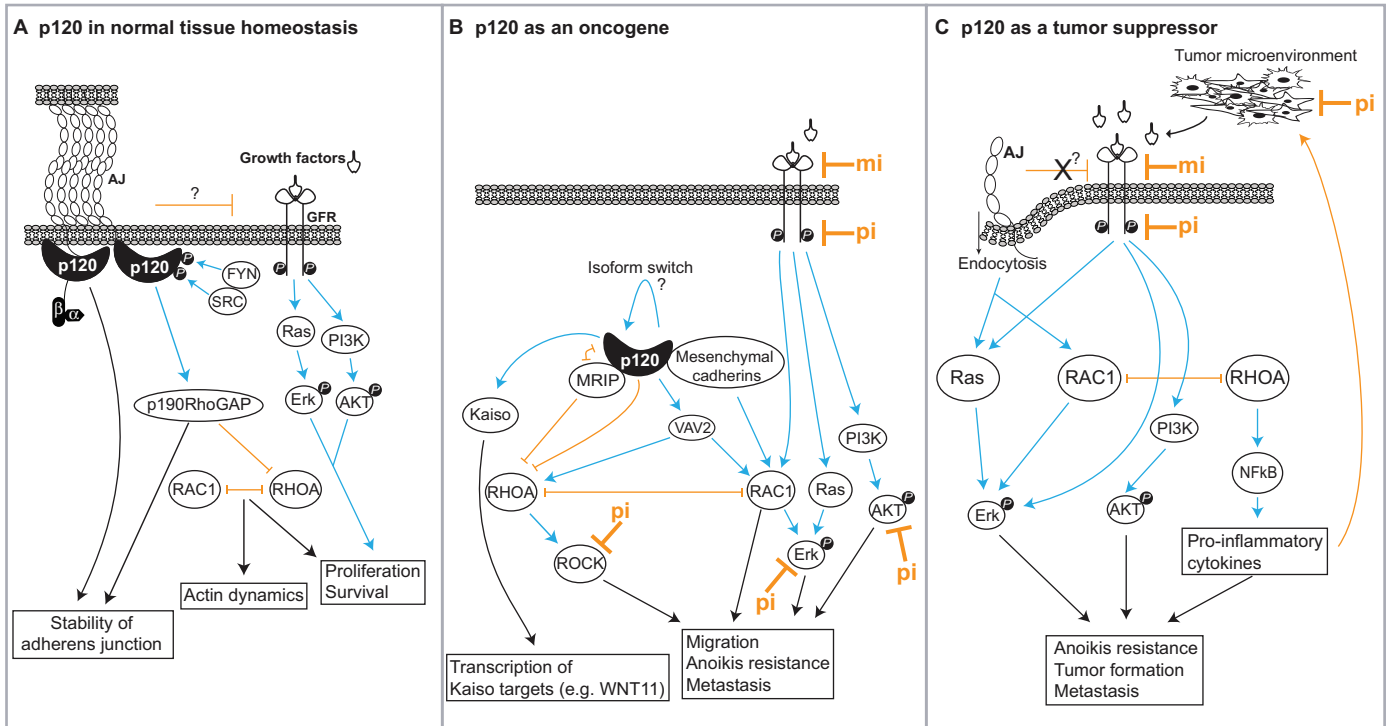 A p120 in normal tissue homeostasis
AJ
?
Growth factors
GFR
p120
p120
P
P
P
P
FYN
SRC
β
α
Ras
PI3K
p190RhoGAP
Erk
P
AKT
P
RAC1
RHOA
Actin dynamics
Proliferation
Survival
Stability of
adherens junction
B p120 as an oncogene
mi
P
P
pi
Isoform switch
?
p120
MRIP
Mesenchymal
cadherins
Kaiso
VAV2
PI3K
RHOA
RAC1
Ras
AKT
P
pi
ROCK
Erk
P
pi
pi
Transcription of
Kaiso targets (e.g. WNT11)
Migration
Anoikis resistance
Metastasis
C p120 as a tumor suppressor
Tumor microenvironment
pi
AJ
X
?
mi
P
P
pi
Endocytosis
Ras
RAC1
RHOA
PI3K
NFkB
Erk
P
AKT
P
Pro-inflammatory
cytokines
Anoikis resistance
Tumor formation
Metastasis